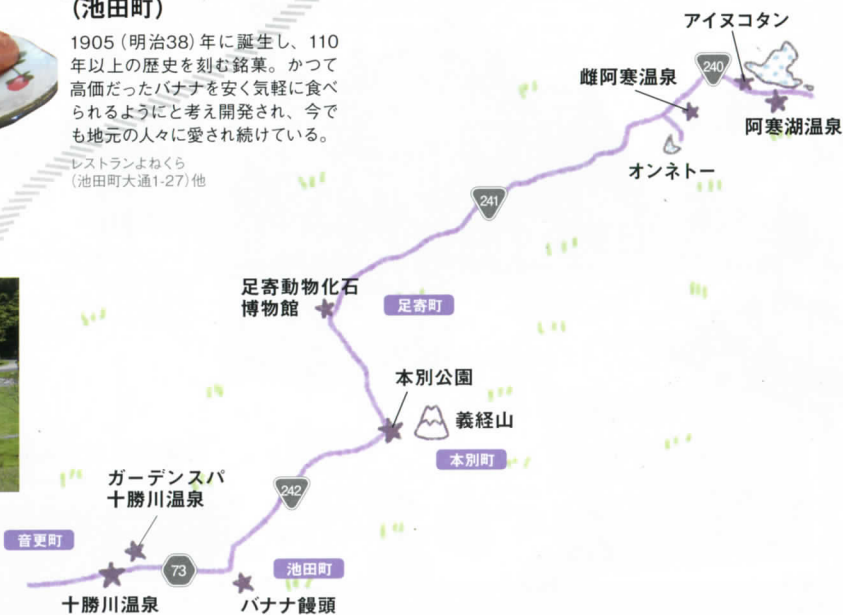 (池田町)
1905(明治38)年に誕生し、110
年以上の歴史を刻む銘菓。かつて
高価だったバナナを安く気軽に食べ
られるようにと考え開発され、今で
も地元の人々に愛され続けている。
レストランよねくら
(池田町大通1-27)他
アイヌコタン
240
雌阿寒温泉
阿寒湖温泉
オンネトー
241
足寄動物化石
博物館
足寄町
本別公園
義経山
本別町
242
ガーデンスパ
十勝川温泉
音更町
73
池田町
十勝川温泉
バナナ饅頭